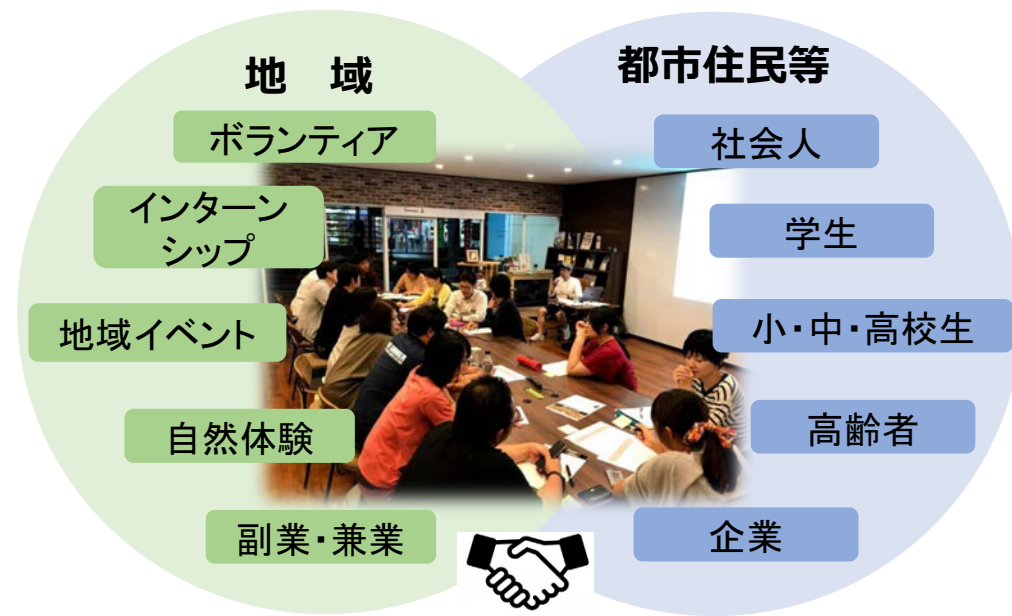 地 域
ボランティア
インターン
シップ
地域イベント
自然体験
副業・兼業
都市住民等
社会人
学生
小・中・高校生
高齢者
企業